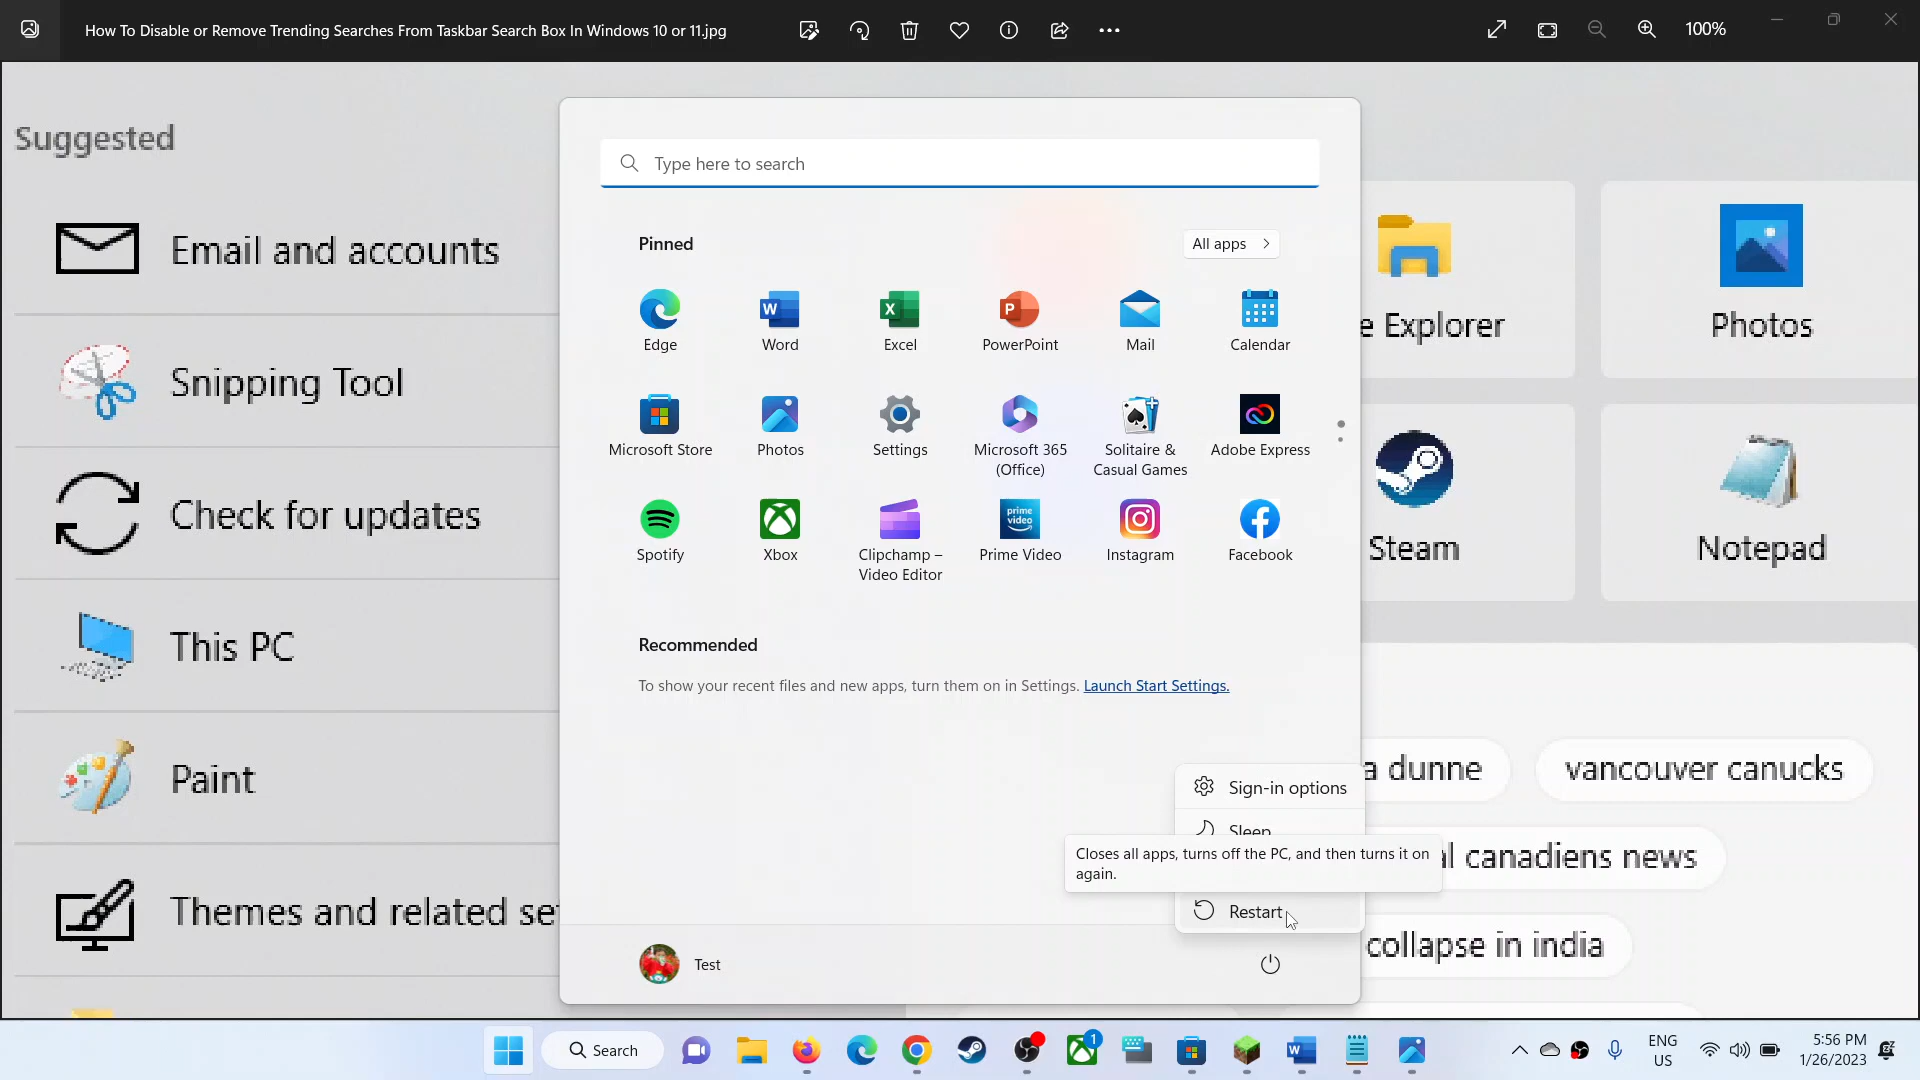 How To Disable or Remove Trending Searches From Taskbar Search Box In Windows 10 or 11.jpg
100%
Suggested
Email and accounts
Snipping Tool
Check for updates
This PC
Paint
Themes and related se
Type here to search
Pinned
All apps
Edge
Word
Excel
PowerPoint
Mail
Calendar
Microsoft Store
Photos
Settings
Microsoft 365
(Office)
Solitaire &
Casual Games
Adobe Express
Spotify
Xbox
Clipchamp –
Video Editor
prime
video
Prime Video
Instagram
Facebook
Recommended
To show your recent files and new apps, turn them on in Settings. Launch Start Settings.
Sign-in options
Sleep
Closes all apps, turns off the PC, and then turns it on
again.
Restart
Test
e Explorer
Photos
Steam
Notepad
a dunne
vancouver canucks
al canadiens news
collapse in india
Search
1
ENG
US
5:56 PM
1/26/2023